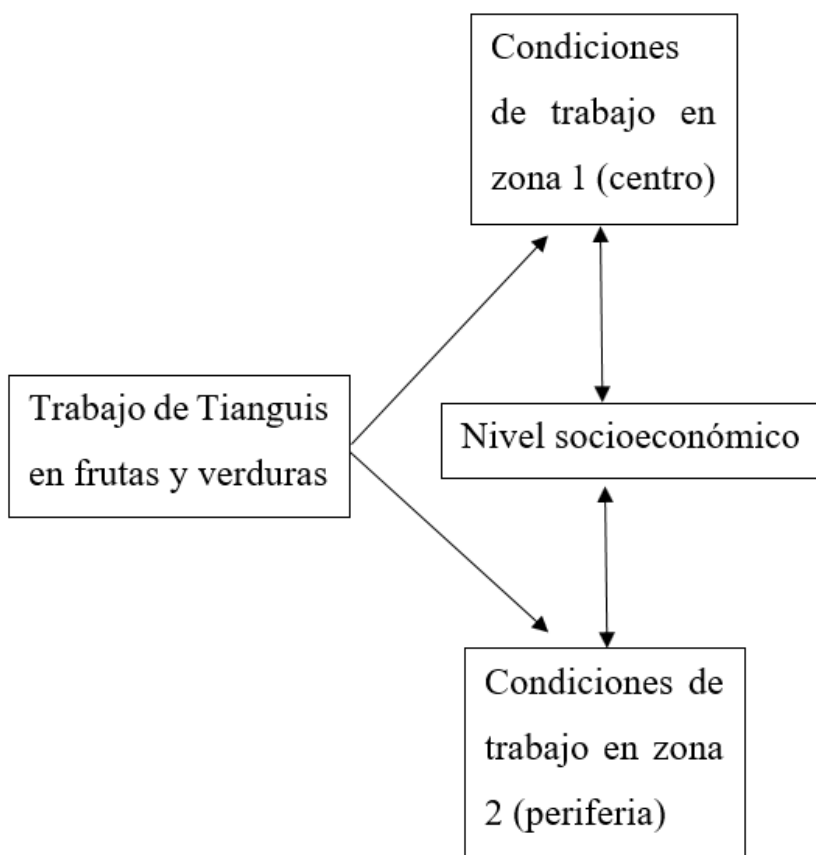 Condiciones
de trabajo en
zona 1 (centro)
Trabajo de Tianguis
en frutas y verduras
Nivel socioeconómico
Condiciones de
trabajo en zona
2 (periferia)